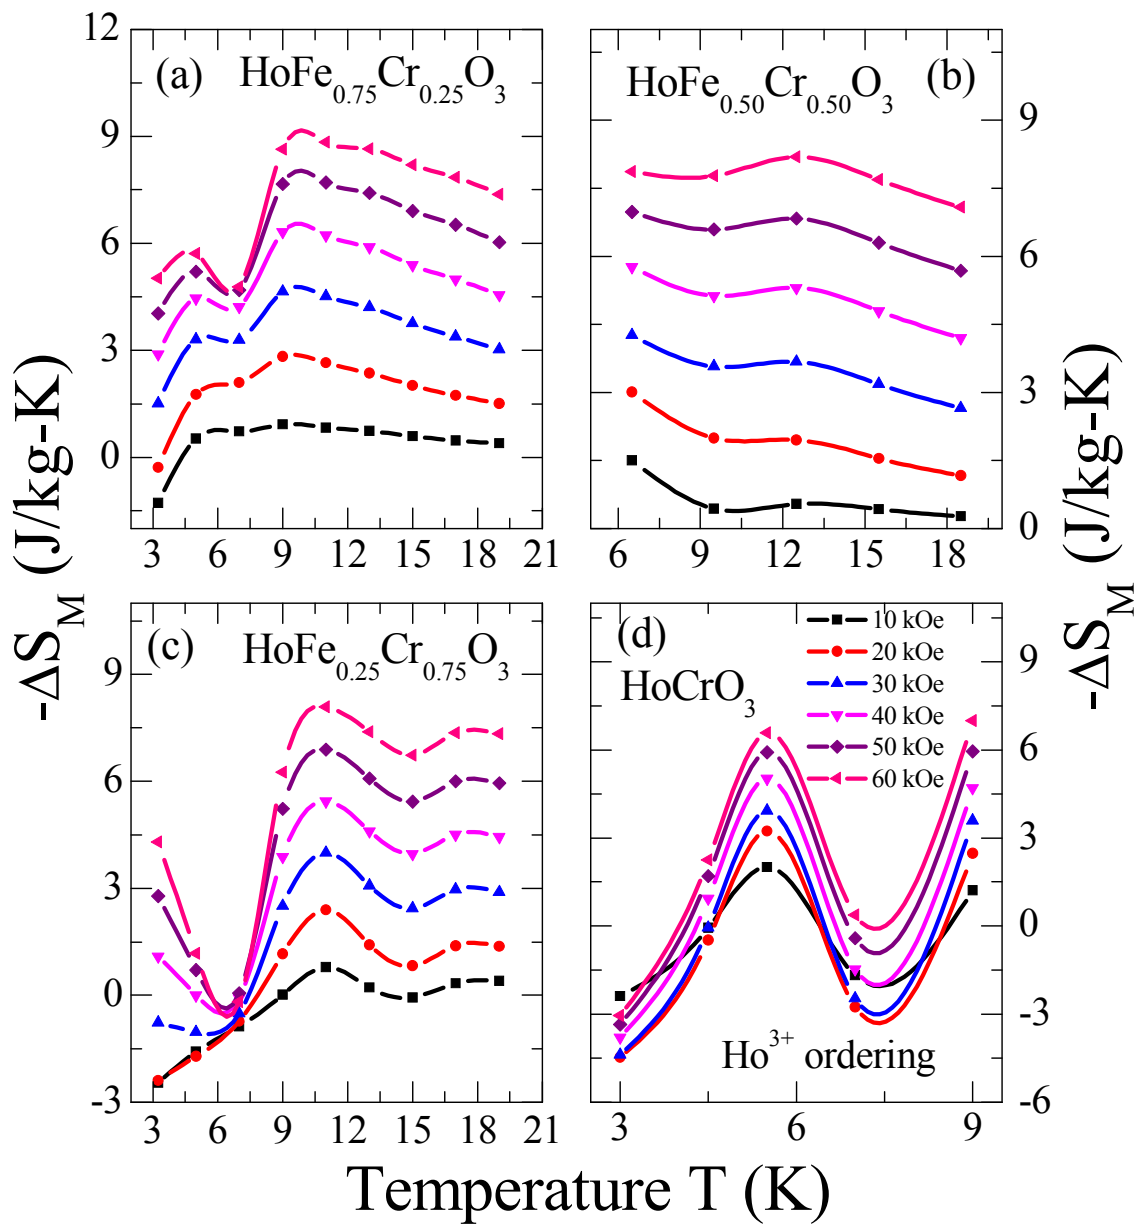 (a) HoFe0.75Cr0.25O3
12
9
6
3
0
3 6 9 12 15 18 21
HoFe0.50Cr0.50O3 (b)
9
6
3
0
6 9 12 15 18
-ΔSM (J/kg-K)
-ΔSM (J/kg-K)
(c) HoFe0.25Cr0.75O3
9
6
3
0
-3
3 6 9 12 15 18 21
(d)
HoCrO3
10 kOe
20 kOe
30 kOe
40 kOe
50 kOe
60 kOe
Ho3+ ordering
9
6
3
0
-3
-6
3 6 9
Temperature T (K)